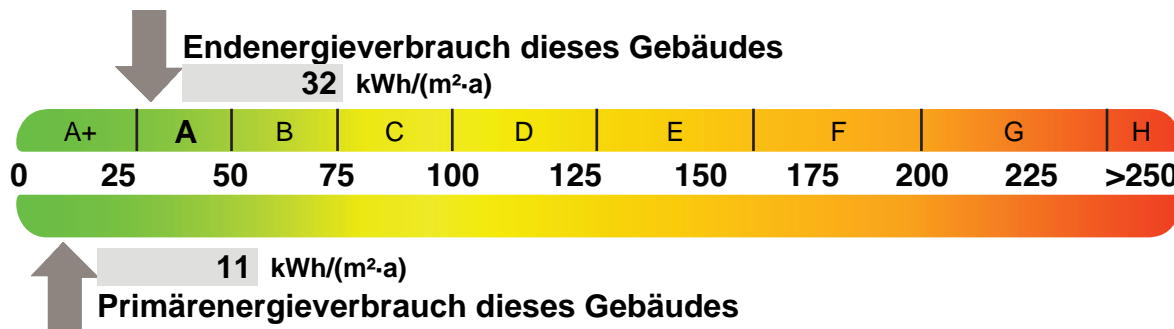 Endenergieverbrauch dieses Gebäudes
32 kWh/(m²·a)
A+ A B C D E F G H
0 25 50 75 100 125 150 175 200 225 >250
11 kWh/(m²·a)
Primärenergieverbrauch dieses Gebäudes